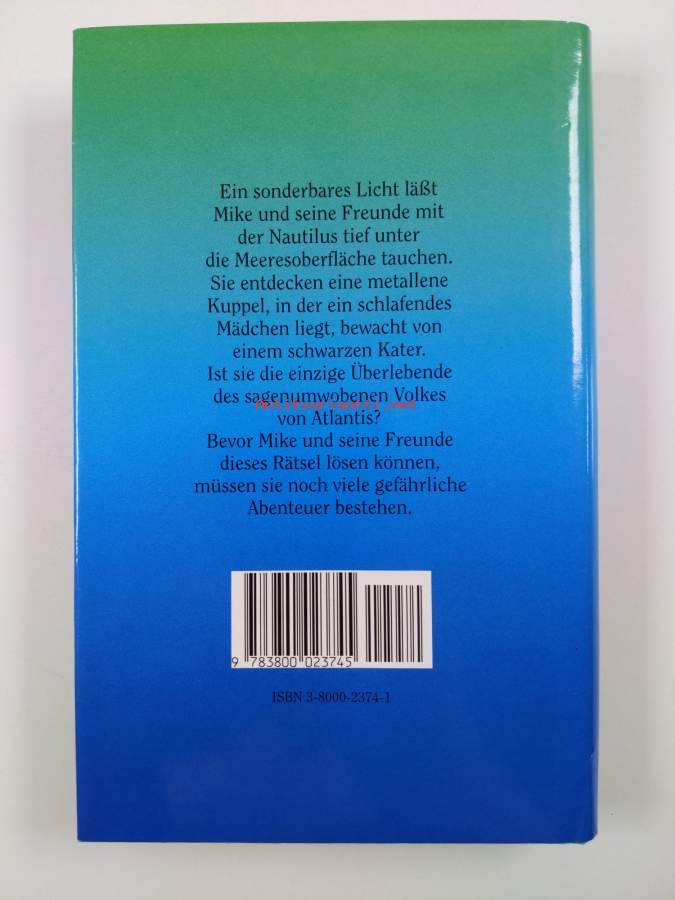 Ein sonderbares Licht läßt
Mike und seine Freunde mit
der Nautilus tief unter
die Meeresoberfläche tauchen.
Sie entdecken eine metallene
Kuppel, in der ein schlafendes
Mädchen liegt, bewacht von
einem schwarzen Kater.
Ist sie die einzige Überlebende
des sagenumwobenen Volkes
Antikvariaatti.net
von Atlantis?
Bevor Mike und seine Freunde
dieses Rätsel lösen können,
müssen sie noch viele gefährliche
Abenteuer bestehen.
9 783800 023745
ISBN 3-8000-2374-1